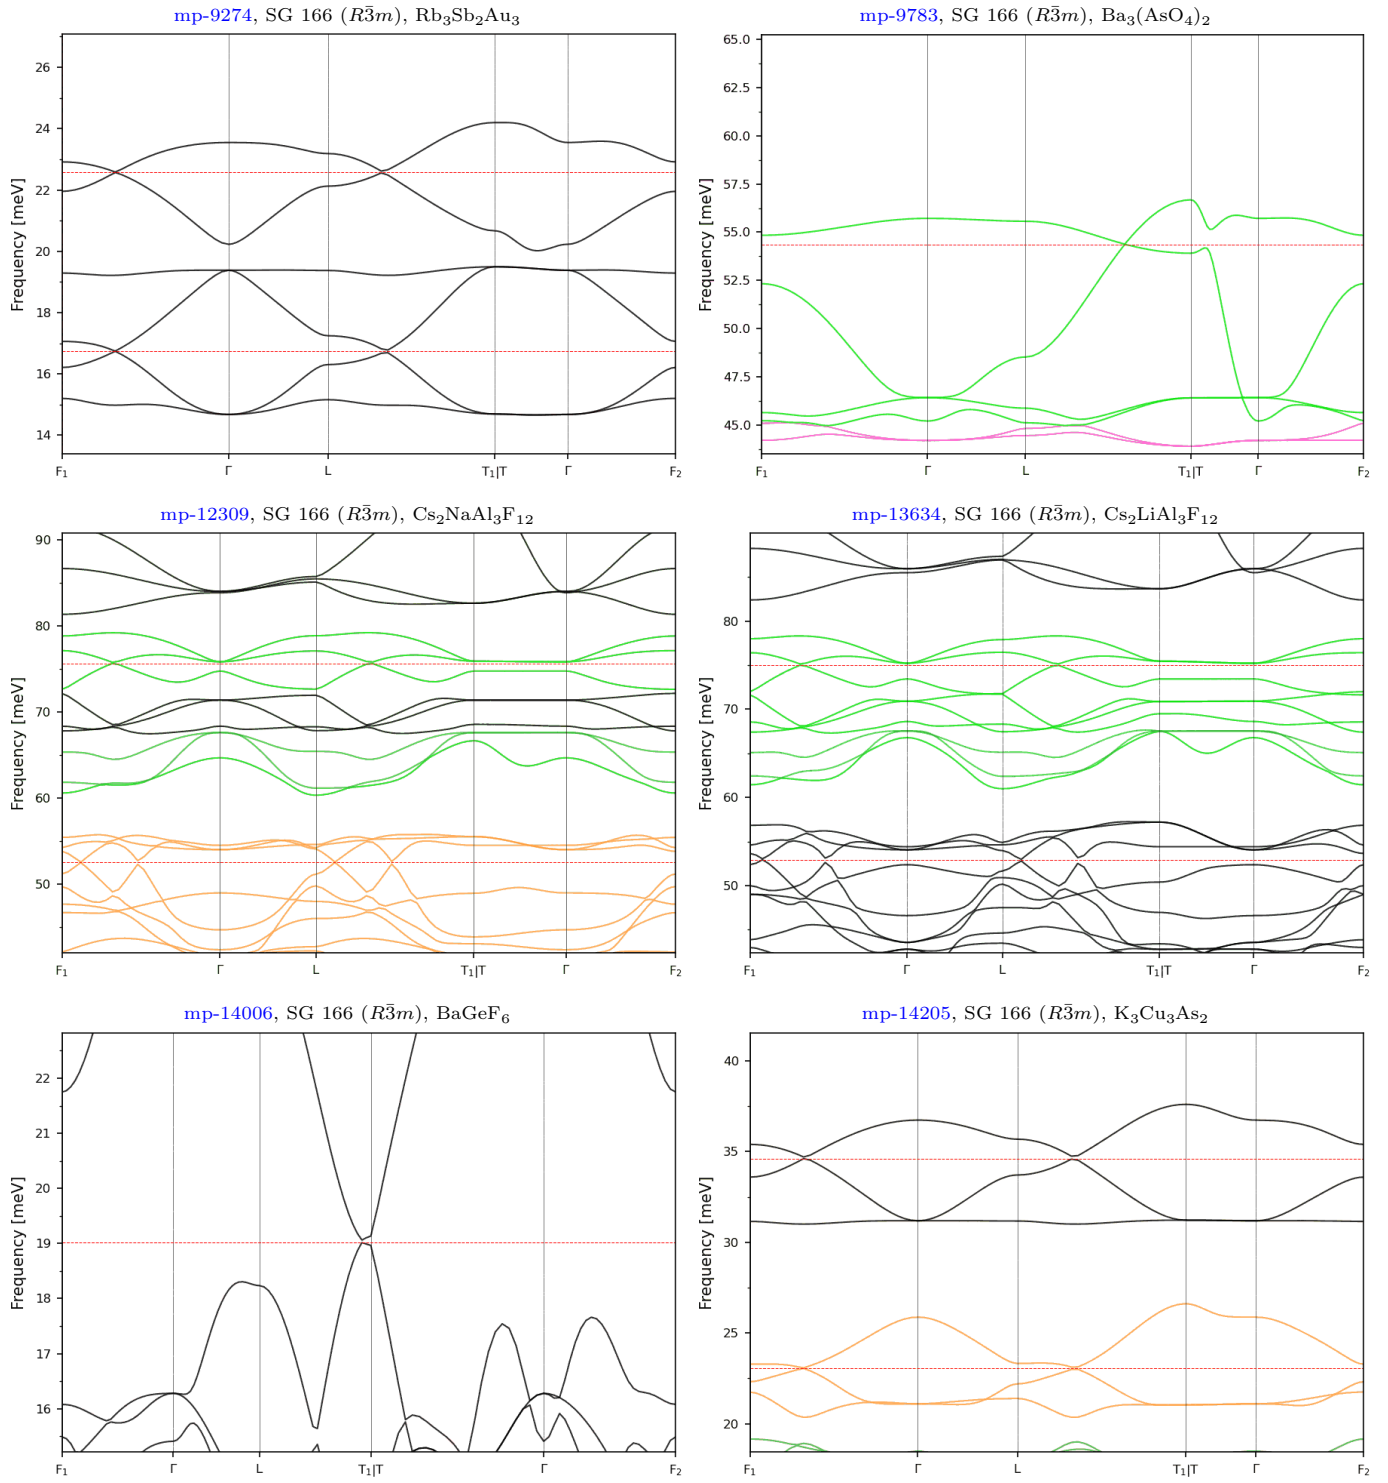 mp-9274, SG 166 (R3̄m), Rb₃Sb₂Au₃
Frequency [meV]
26
24
22
20
18
16
14
F₁ Γ L T₁|T Γ F₂
mp-9783, SG 166 (R3̄m), Ba₃(AsO₄)₂
Frequency [meV]
65.0
62.5
60.0
57.5
55.0
52.5
50.0
47.5
45.0
F₁ Γ L T₁|T Γ F₂
mp-12309, SG 166 (R3̄m), Cs₂NaAl₃F₁₂
Frequency [meV]
90
80
70
60
50
F₁ Γ L T₁|T Γ F₂
mp-13634, SG 166 (R3̄m), Cs₂LiAl₃F₁₂
Frequency [meV]
80
70
60
50
F₁ Γ L T₁|T Γ F₂
mp-14006, SG 166 (R3̄m), BaGeF₆
Frequency [meV]
22
21
20
19
18
17
16
F₁ Γ L T₁|T Γ F₂
mp-14205, SG 166 (R3̄m), K₃Cu₃As₂
Frequency [meV]
40
35
30
25
20
F₁ Γ L T₁|T Γ F₂